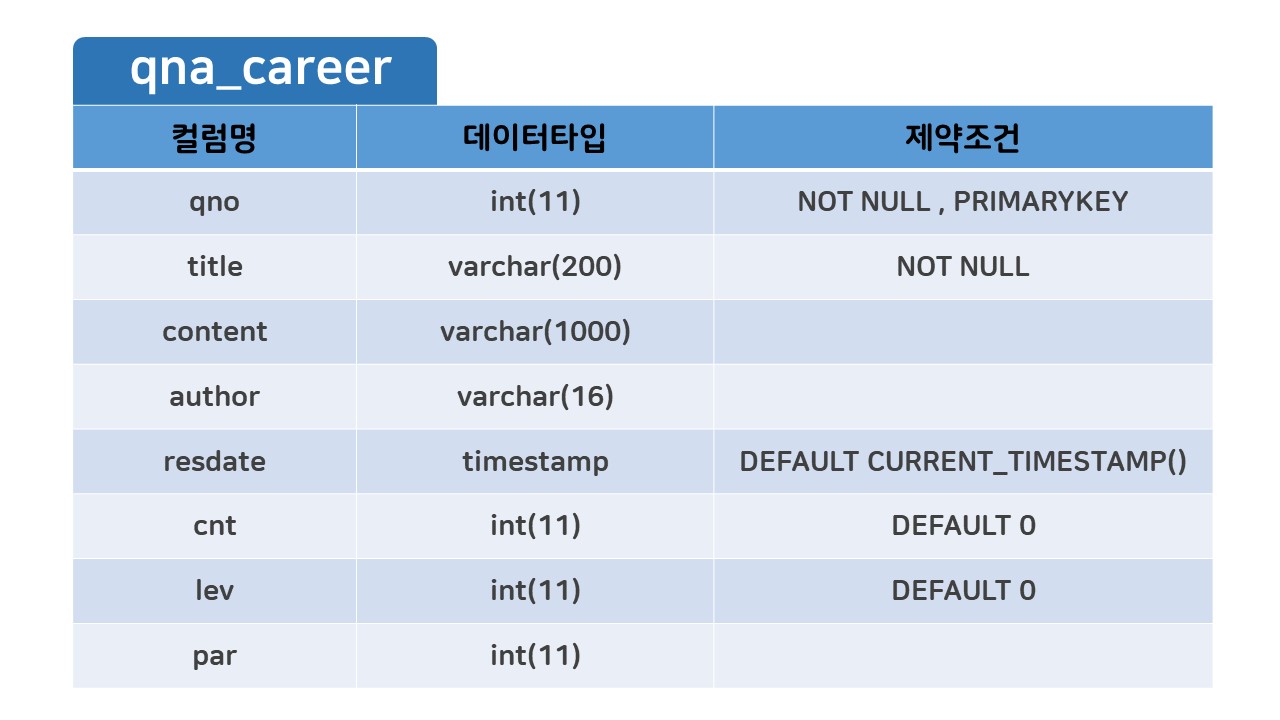 qna_career
컬럼명 데이터타입 제약조건
qno int(11) NOT NULL , PRIMARYKEY
title varchar(200) NOT NULL
content varchar(1000)
author varchar(16)
resdate timestamp DEFAULT CURRENT_TIMESTAMP()
cnt int(11) DEFAULT 0
lev int(11) DEFAULT 0
par int(11)